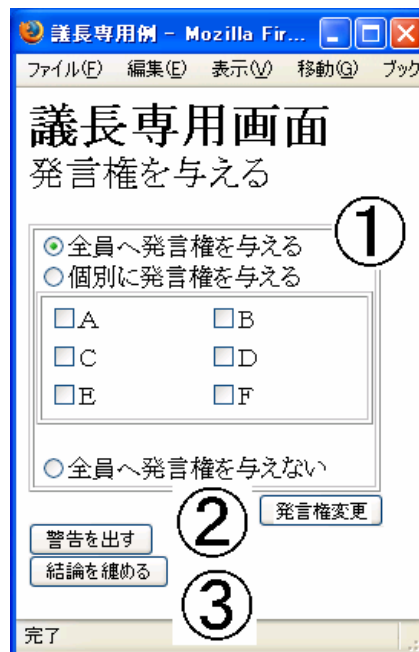 議長専用例 - Mozilla Fir...
ファイル(F) 編集(E) 表示(V) 移動(G) ブック
議長専用画面
発言権を与える
①
全員へ発言権を与える
個別に発言権を与える
A B
C D
E F
全員へ発言権を与えない
② 発言権変更
警告を出す
結論を纏める
③
完了